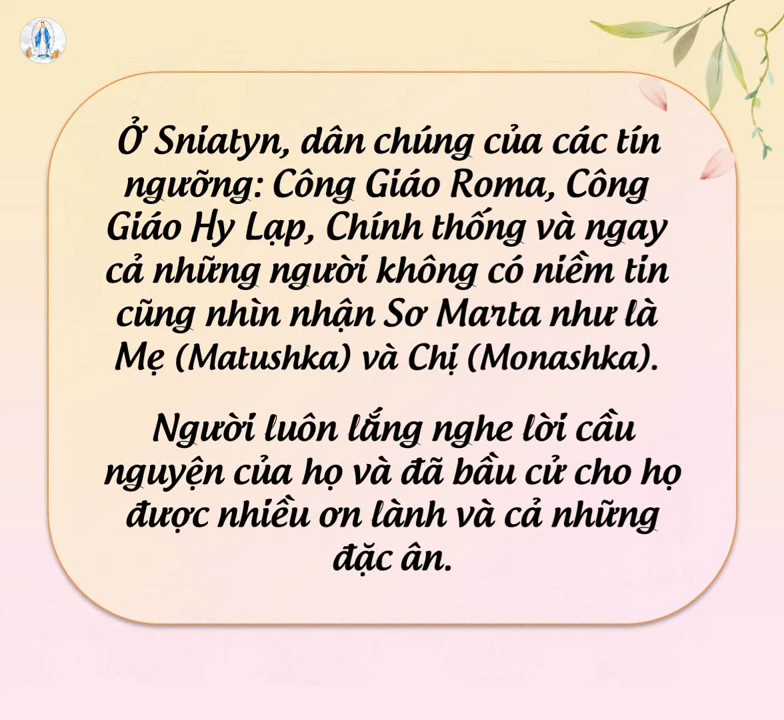 Ở Sniatyn, dân chúng của các tín
ngưỡng: Công Giáo Roma, Công
Giáo Hy Lạp, Chính thống và ngay
cả những người không có niềm tin
cũng nhìn nhận Sơ Marta như là
Mẹ (Matushka) và Chị (Monashka).
Người luôn lắng nghe lời cầu
nguyện của họ và đã bầu cử cho họ
được nhiều ơn lành và cả những
đặc ân.